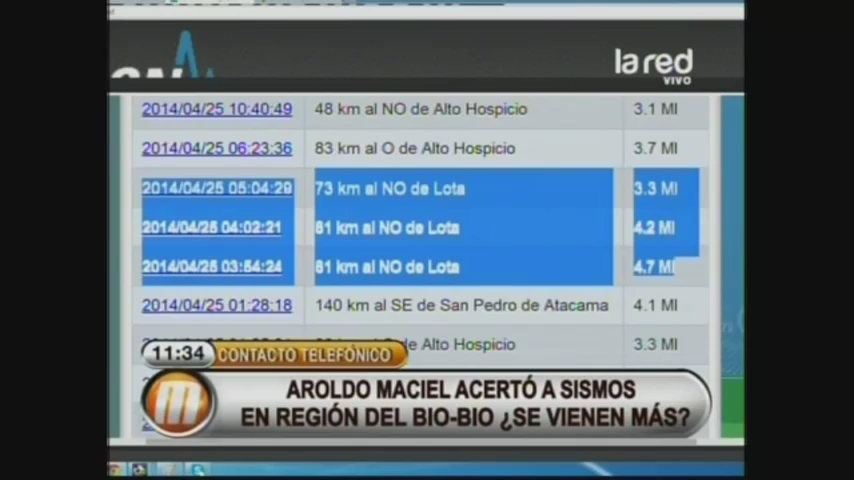 la red
VIVO
2014/04/25 10:40:49 48 km al NO de Alto Hospicio 3.1 Ml
2014/04/25 06:23:36 83 km al O de Alto Hospicio 3.7 Ml
2014/04/25 05:04:29 73 km al NO de Lota 3.3 Ml
2014/04/25 04:02:21 81 km al NO de Lota 4.2 Ml
2014/04/25 03:54:24 81 km al NO de Lota 4.7 Ml
2014/04/25 01:28:18 140 km al SE de San Pedro de Atacama 4.1 Ml
de Alto Hospicio 3.3 Ml
11:34 CONTACTO TELEFÓNICO
m AROLDO MACIEL ACERTÓ A SISMOS
EN REGIÓN DEL BIO-BIO ¿SE VIENEN MÁS?